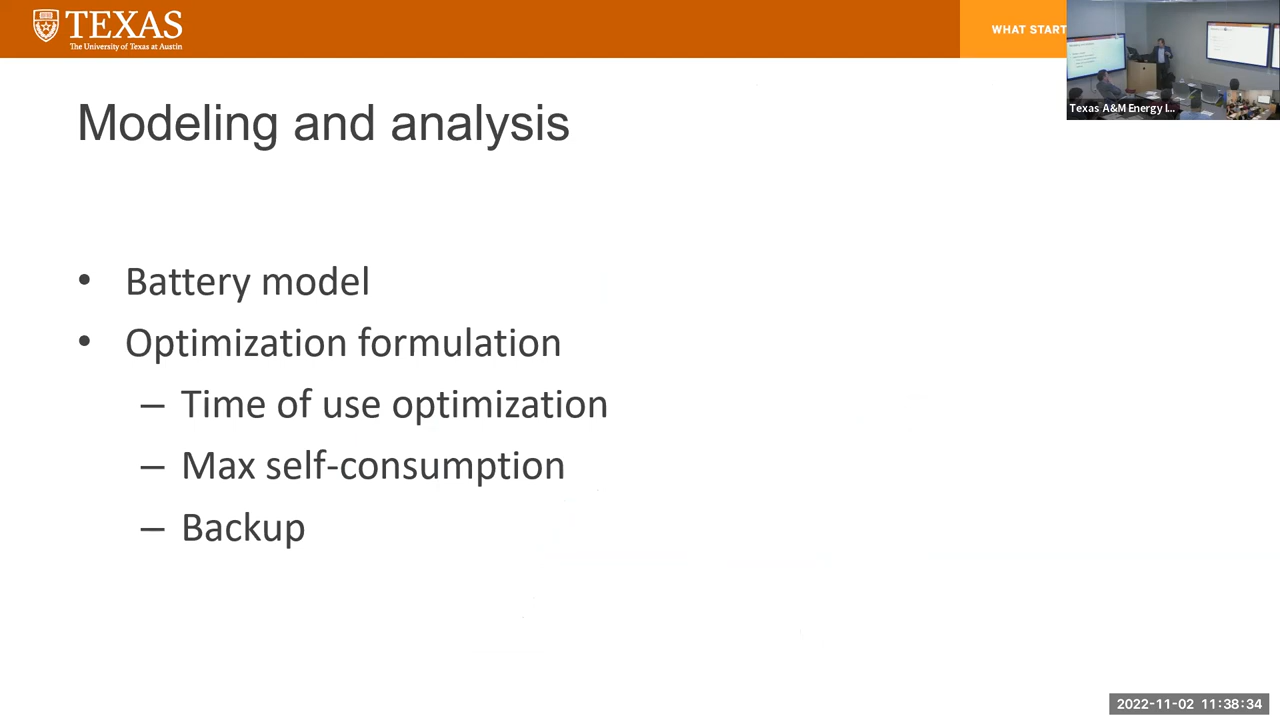 TEXAS
The University of Texas at Austin
WHAT START
Texas A&M Energy I...
Modeling and analysis
• Battery model
• Optimization formulation
– Time of use optimization
– Max self-consumption
– Backup
2022-11-02 11:38:34